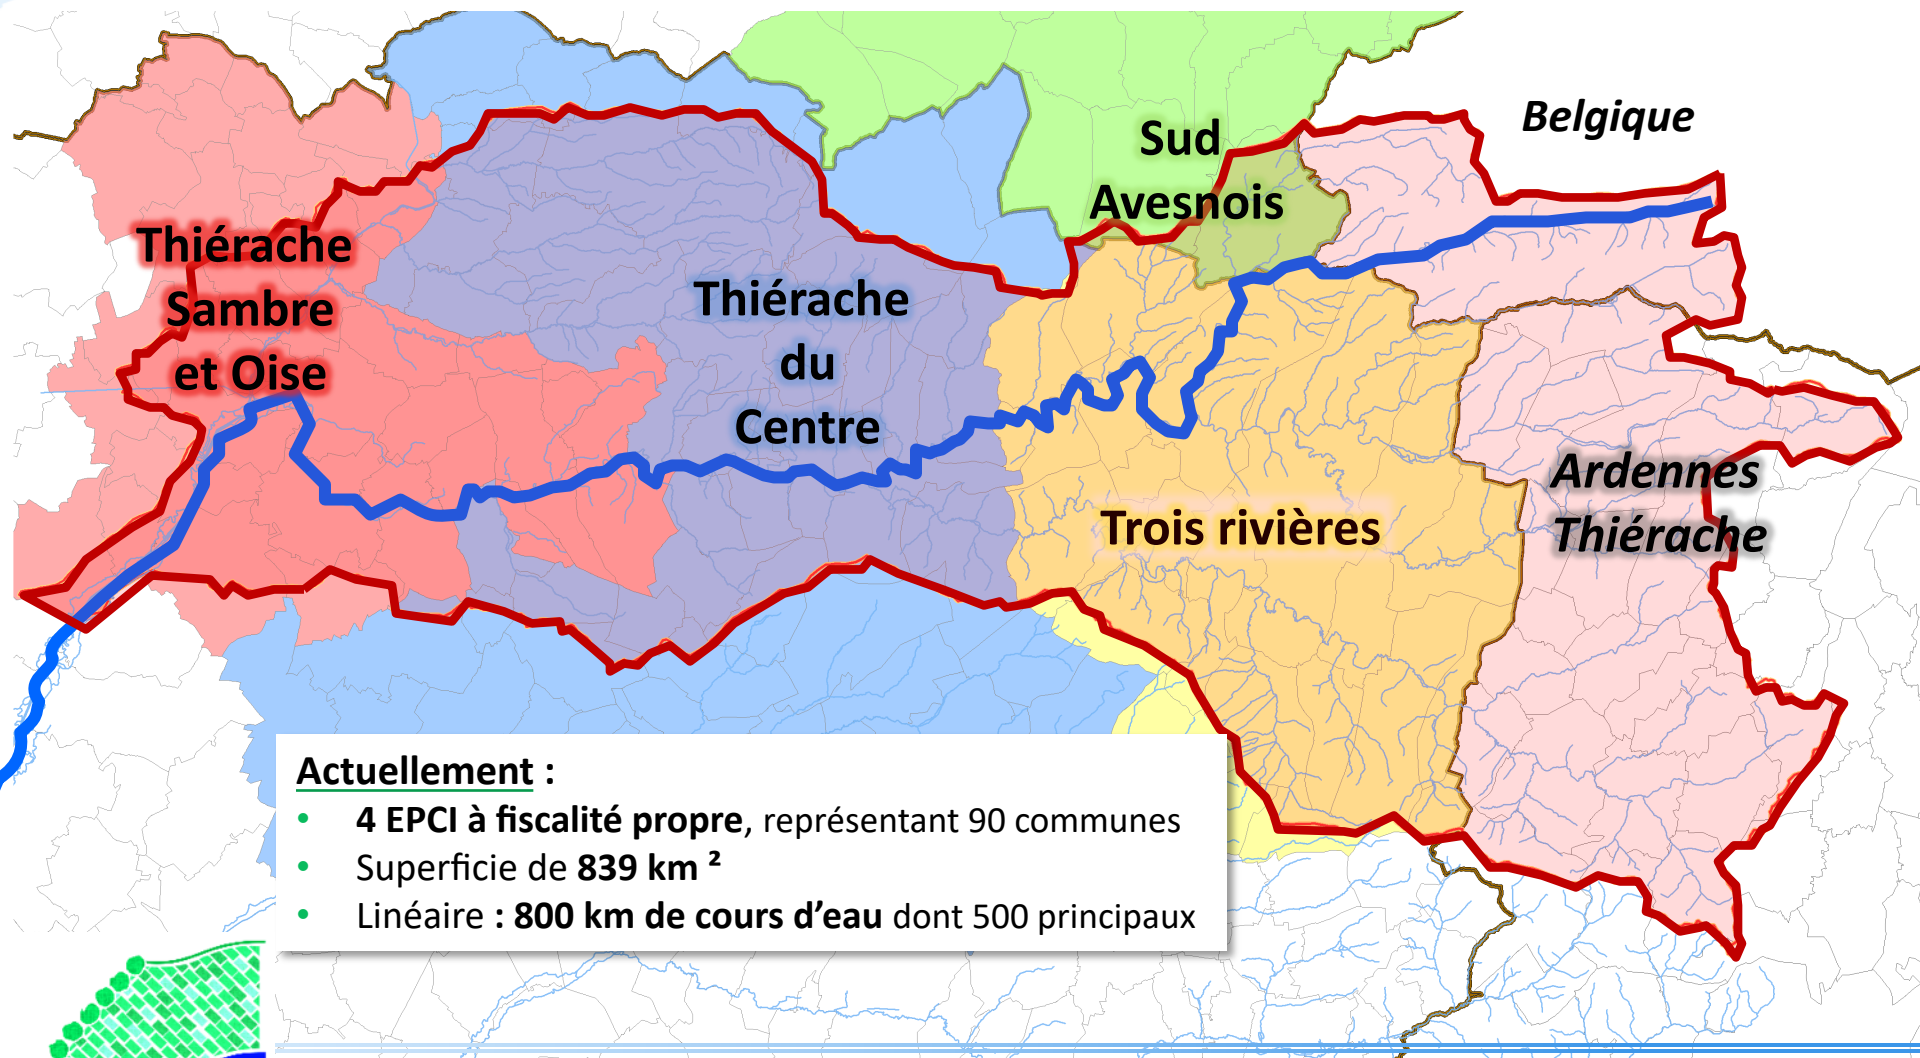 Belgique
Sud
Avesnois
Thiérache
Sambre
et Oise
Thiérache
du
Centre
Ardennes
Thiérache
Trois rivières
Actuellement :
• 4 EPCI à fiscalité propre, représentant 90 communes
• Superficie de 839 km ²
• Linéaire : 800 km de cours d’eau dont 500 principaux